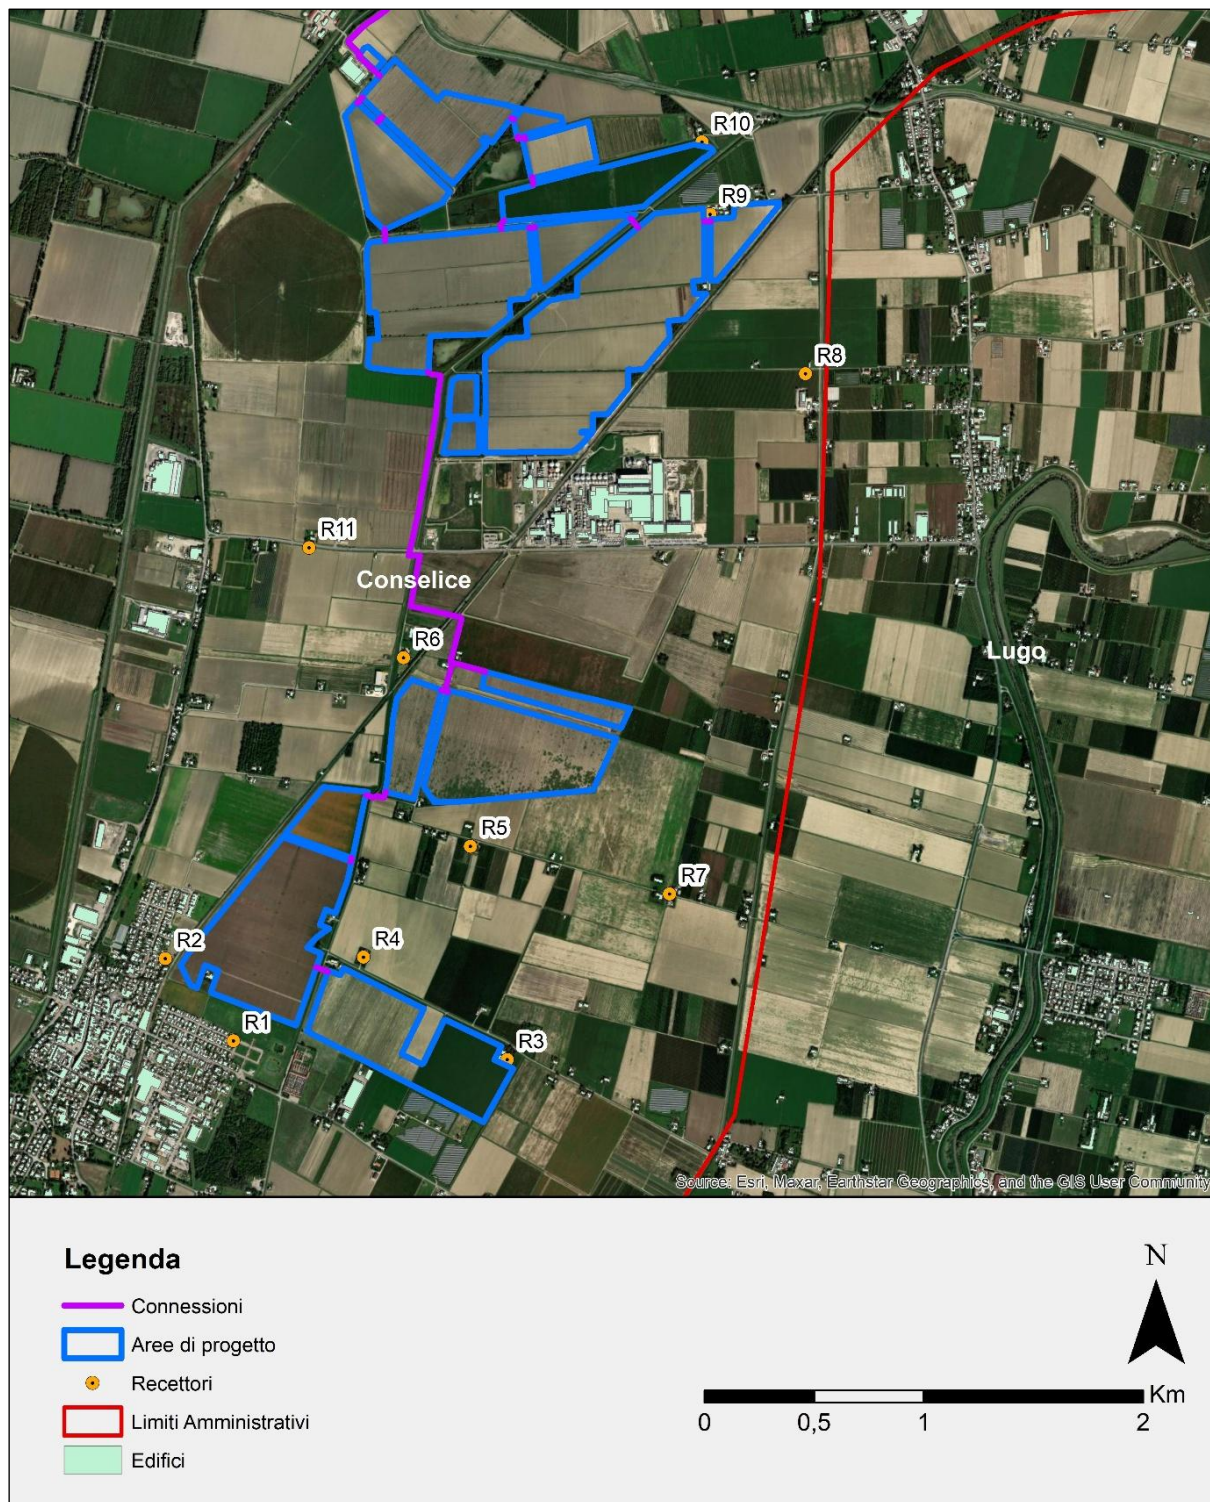 R10
R9
R8
R11
Conselice
R6
Lugo
R5
R7
R2
R4
R1
R3
Source: Esri, Maxar, Earthstar Geographics, and the GIS User Community
Legenda
Connessioni
Aree di progetto
Recettori
Limiti Amministrativi
Edifici
N
Km
0 0,5 1 2